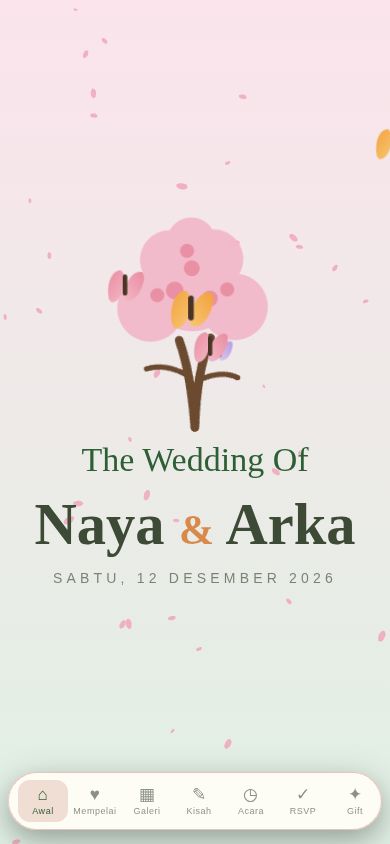 The Wedding Of
Naya & Arka
SABTU, 12 DESEMBER 2026
Awal Mempelai Galeri Kisah Acara RSVP Gift